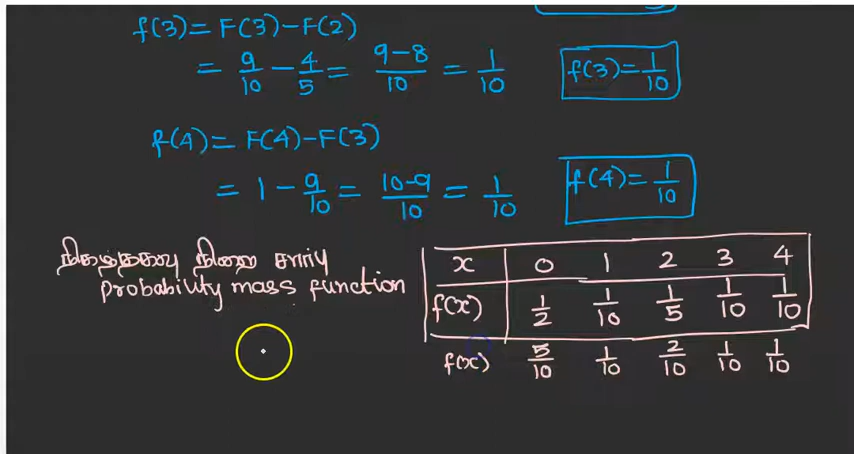 f(3) = F(3) - F(2)
= 9/10 - 4/5 = 9-8/10 = 1/10 f(3) = 1/10
f(4) = F(4) - F(3)
= 1 - 9/10 = 10-9/10 = 1/10 f(4) = 1/10
நிகழ்தகவு நிறை சார்பு
probability mass function
x 0 1 2 3 4
f(x) 1/2 1/10 1/5 1/10 1/10
f(x) 5/10 1/10 2/10 1/10 1/10